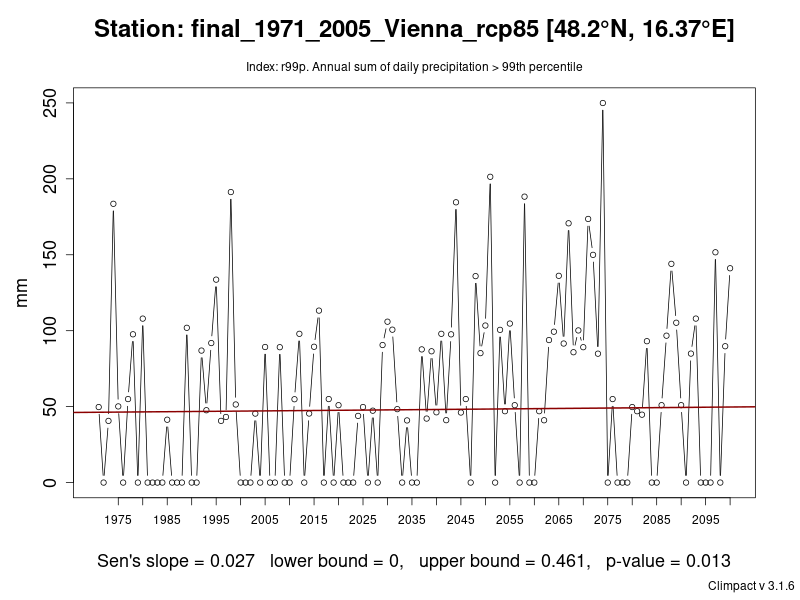 Station: final_1971_2005_Vienna_rcp85 [48.2°N, 16.37°E]
Index: r99p. Annual sum of daily precipitation > 99th percentile
250
200
150
100
50
0
mm
1975 1985 1995 2005 2015 2025 2035 2045 2055 2065 2075 2085 2095
Sen's slope = 0.027 lower bound = 0, upper bound = 0.461, p-value = 0.013
Climpact v 3.1.6